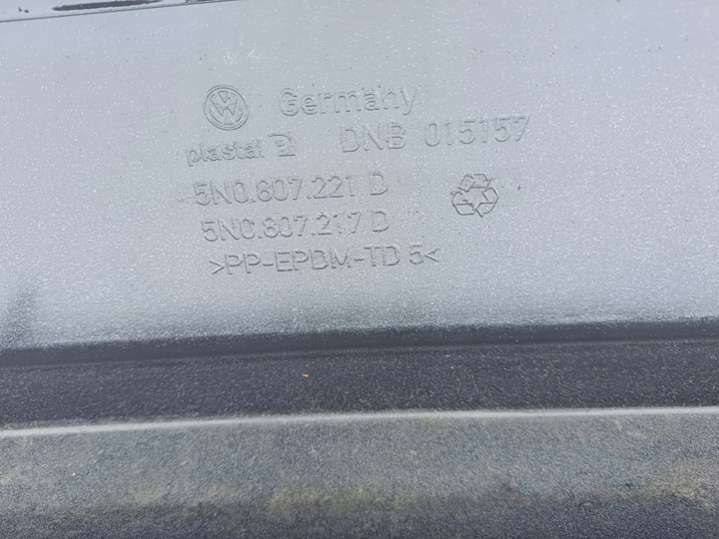 Germany
plastal DNB 015157
5N0.807.221 D
5N0.807.217 D
>PP-EPDM-TD 5<